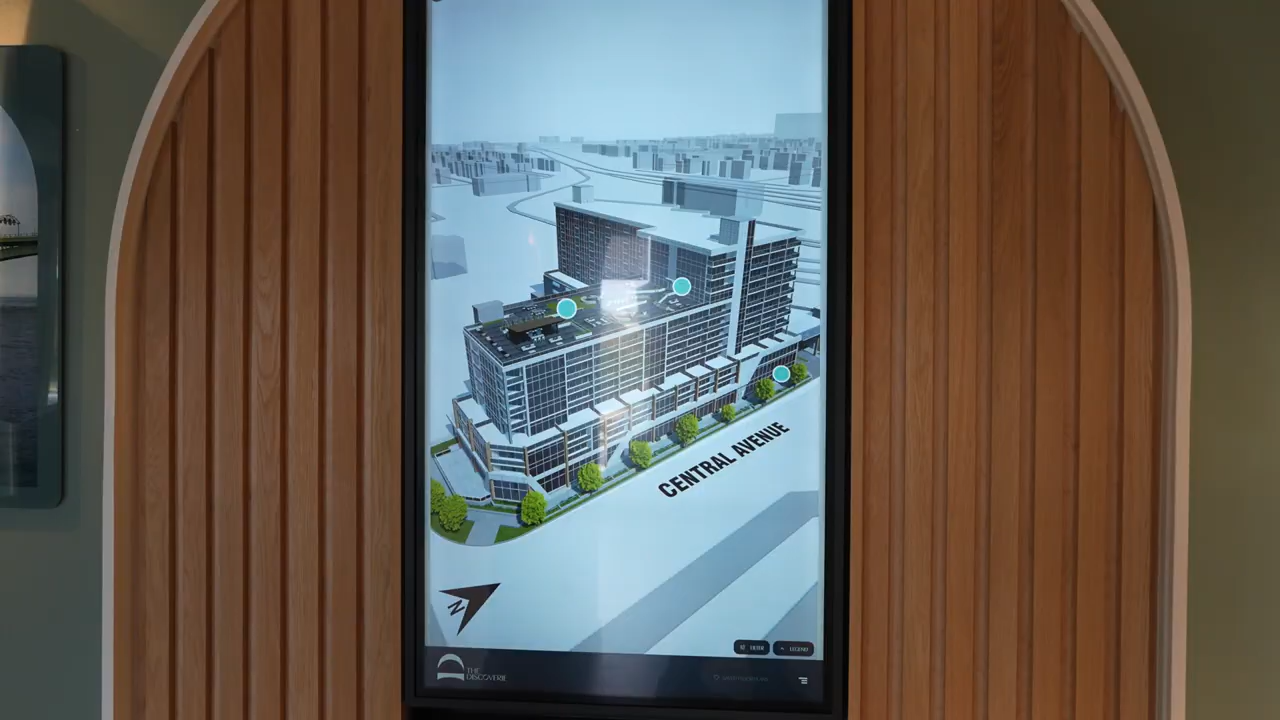 CENTRAL AVENUE
N
FILTER
LEGEND
THE
DISCOVERIE